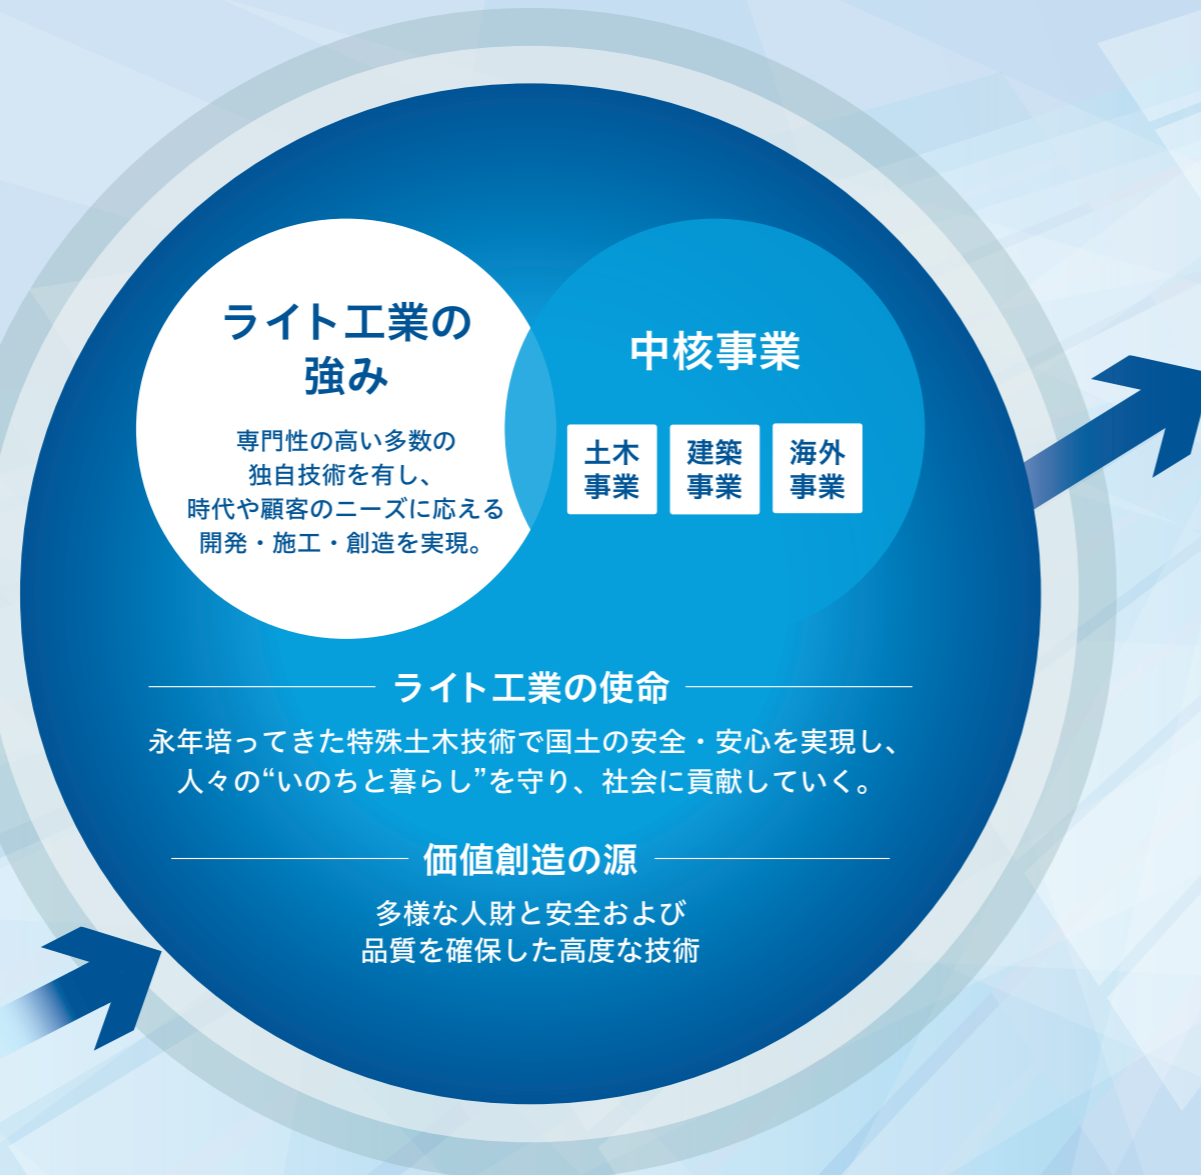 ライト工業の
強み
専門性の高い多数の
独自技術を有し、
時代や顧客のニーズに応える
開発・施工・創造を実現。
中核事業
土木
事業
建築
事業
海外
事業
ライト工業の使命
永年培ってきた特殊土木技術で国土の安全・安心を実現し、
人々の“いのちと暮らし”を守り、社会に貢献していく。
価値創造の源
多様な人財と安全および
品質を確保した高度な技術